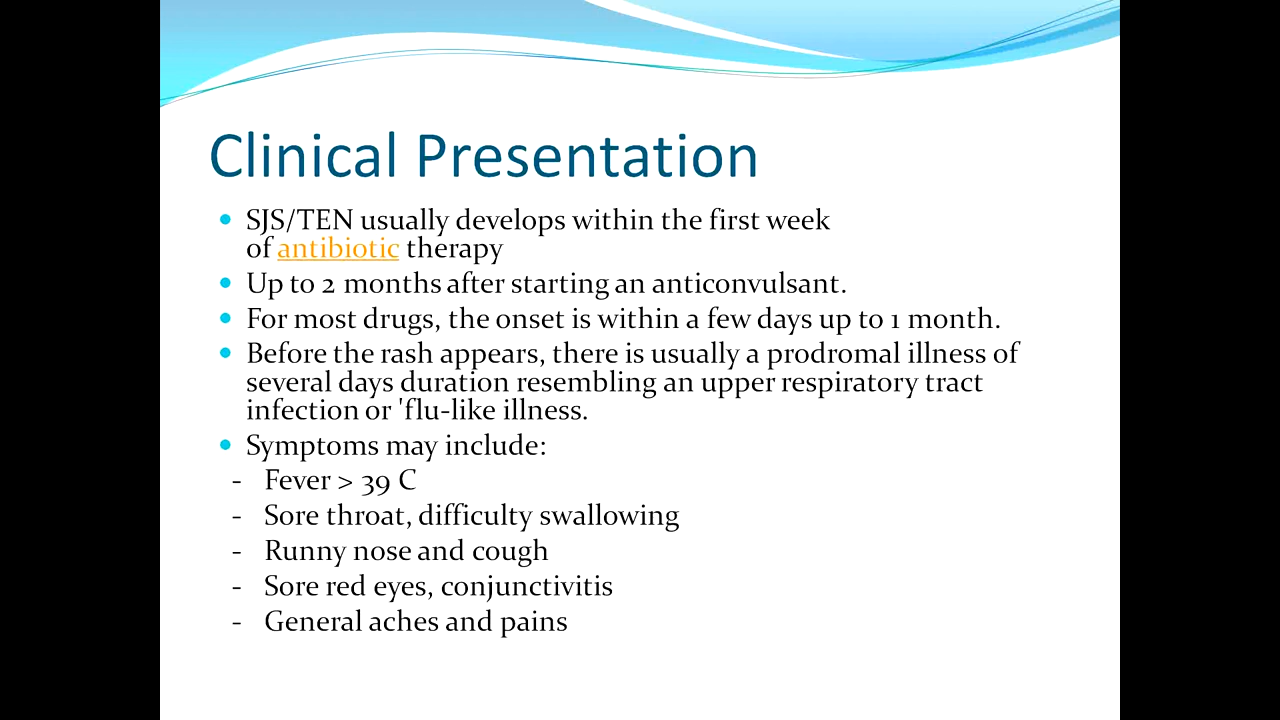 Clinical Presentation
• SJS/TEN usually develops within the first week
of antibiotic therapy
• Up to 2 months after starting an anticonvulsant.
• For most drugs, the onset is within a few days up to 1 month.
• Before the rash appears, there is usually a prodromal illness of
several days duration resembling an upper respiratory tract
infection or 'flu-like illness.
• Symptoms may include:
- Fever > 39 C
- Sore throat, difficulty swallowing
- Runny nose and cough
- Sore red eyes, conjunctivitis
- General aches and pains